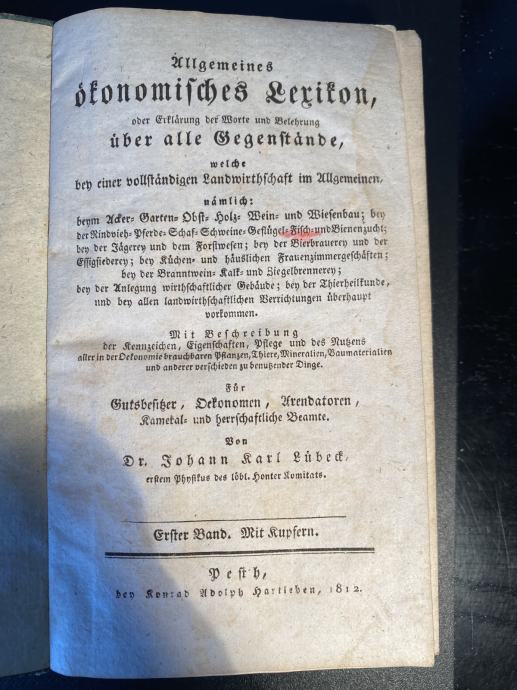 Allgemeines
ökonomisches Lexikon,
oder Erklärung der Worte und Belehrung
über alle Gegenstände,
welche
bey einer vollständigen Landwirthschaft im Allgemeinen,
nämlich:
beym Acker- Garten- Obst- Holz- Wein- und Wiesenbau; bey
der Rindvieh- Pferde- Schaf- Schweine- Geflügel- Fisch- und Bienenzucht;
bey der Jägerey und dem Forstwesen; bey der Bierbrauerey und der
Essigsiederey; bey Küchen- und häuslichen Frauenzimmergeschäften;
bey der Branntwein- Kalk- und Ziegelbrennerey;
bey der Anlegung wirthschaftlicher Gebäude; bey der Thierheilkunde,
und bey allen landwirthschaftlichen Verrichtungen überhaupt
vorkommen.
Mit Beschreibung
der Kennzeichen, Eigenschaften, Pflege und des Nutzens
aller in der Oekonomie brauchbaren Pflanzen, Thiere, Mineralien, Baumaterialien
und anderer verschieden zu benutzender Dinge.
Für
Gutsbesitzer, Oekonomen, Arendatoren,
Kameral- und herrschaftliche Beamte.
Von
Dr. Johann Karl Lübeck,
erstem Physikus des löbl. Honter Komitats.
Erster Band. Mit Kupfern.
Pesth,
bey Konrad Adolph Hartleben, 1812.